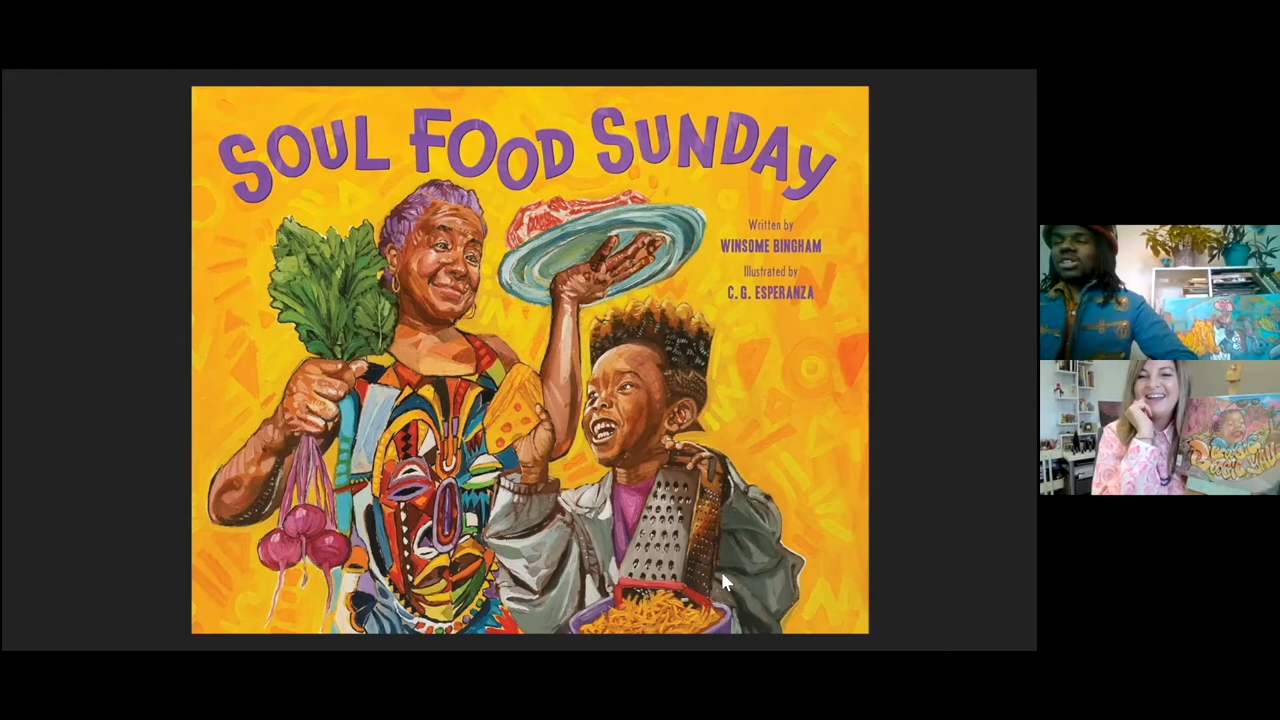 SOUL FOOD SUNDAY
Written by
WINSOME BINGHAM
Illustrated by
C. G. ESPERANZA